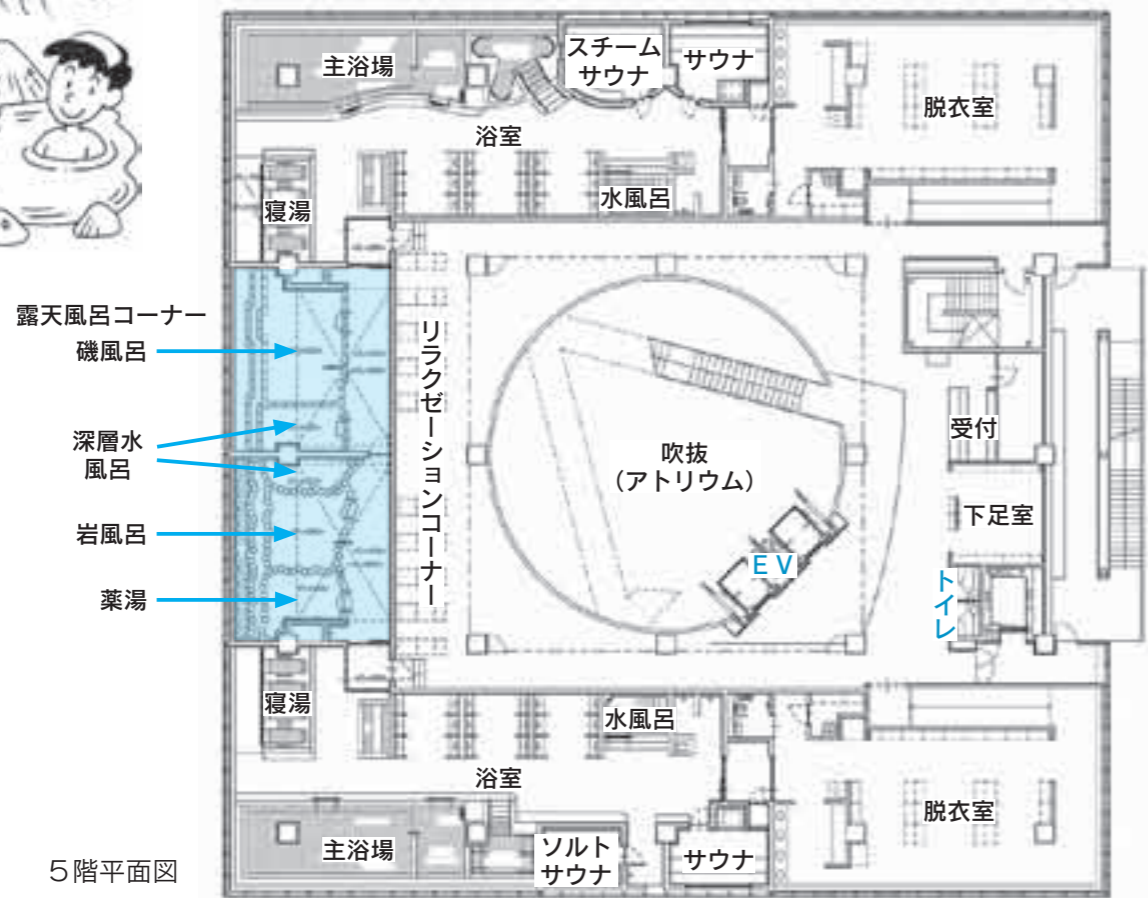 主浴場
スチーム
サウナ
サウナ
脱衣室
浴室
水風呂
寝湯
露天風呂コーナー
磯風呂
深層水
風呂
岩風呂
薬湯
リラクゼーションコーナー
吹抜
(アトリウム)
ＥＶ
受付
下足室
トイレ
寝湯
水風呂
浴室
脱衣室
主浴場
ソルト
サウナ
サウナ
５階平面図